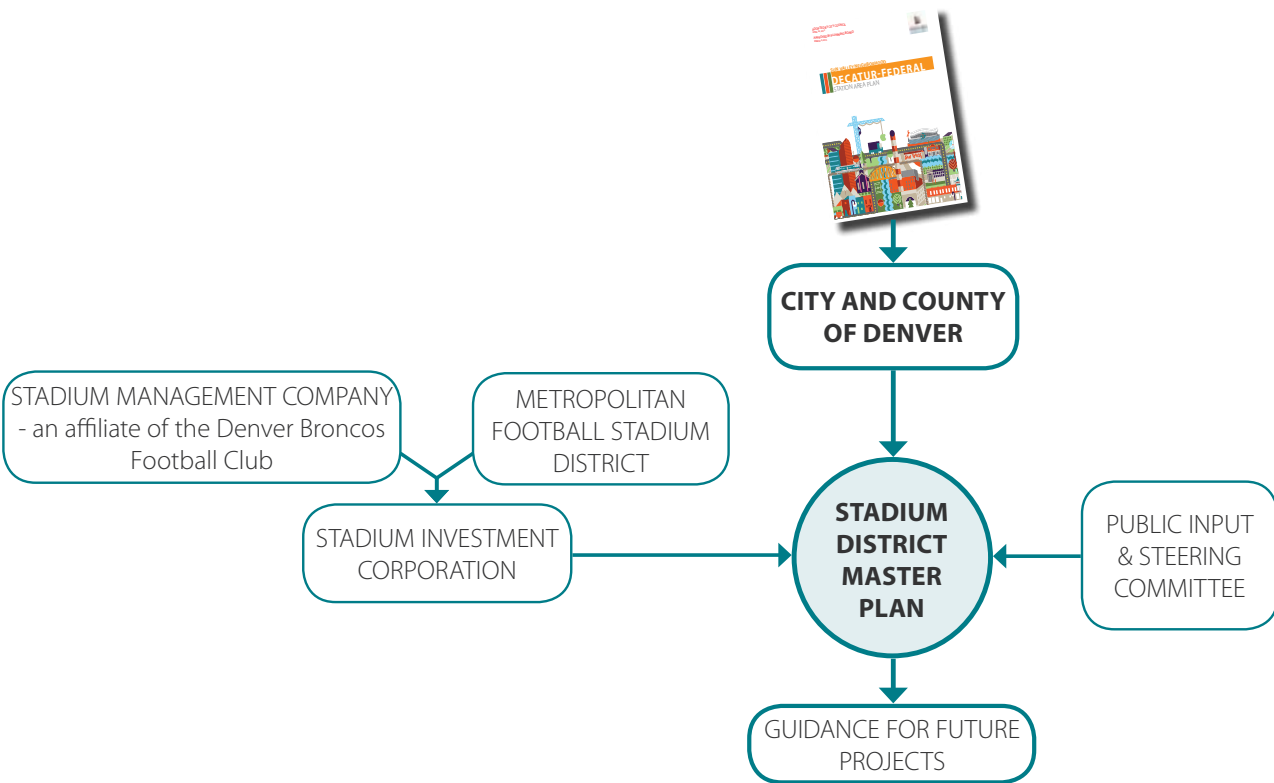 DECATUR-FEDERAL
STATION AREA PLAN
CITY AND COUNTY
OF DENVER
STADIUM MANAGEMENT COMPANY
- an affiliate of the Denver Broncos
Football Club
METROPOLITAN
FOOTBALL STADIUM
DISTRICT
STADIUM INVESTMENT
CORPORATION
STADIUM
DISTRICT
MASTER
PLAN
PUBLIC INPUT
& STEERING
COMMITTEE
GUIDANCE FOR FUTURE
PROJECTS